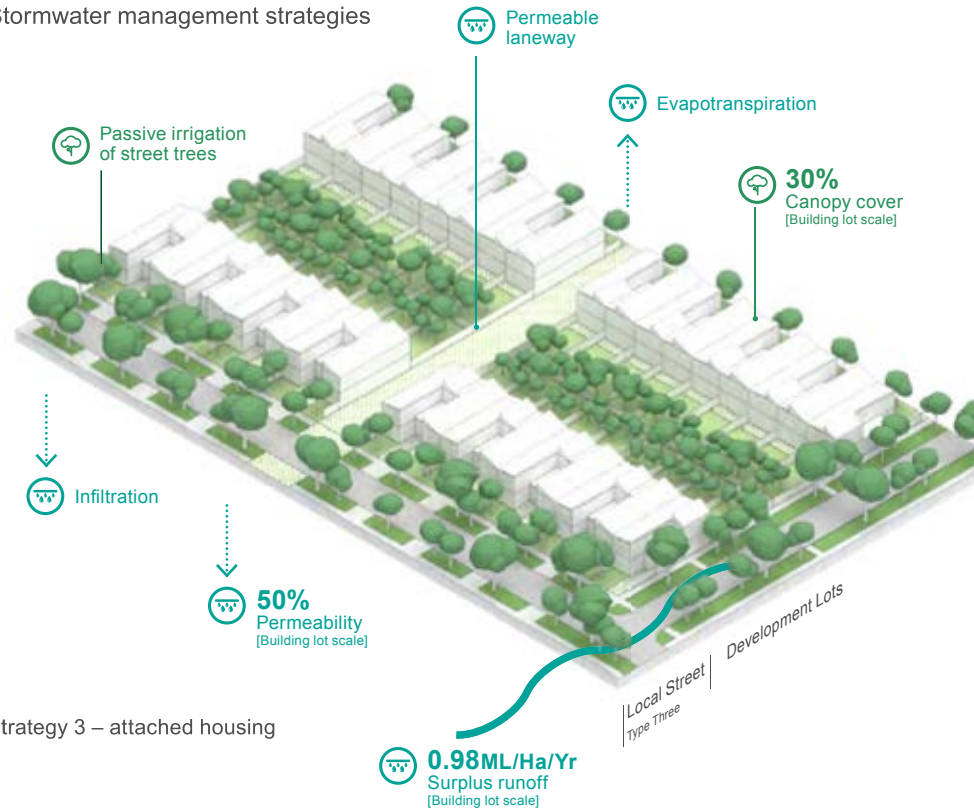 Stormwater management strategies
Permeable
laneway
Evapotranspiration
Passive irrigation
of street trees
30%
Canopy cover
[Building lot scale]
Infiltration
50%
Permeability
[Building lot scale]
Development Lots
Local Street
Type Three
trategy 3 – attached housing
0.98ML/Ha/Yr
Surplus runoff
[Building lot scale]